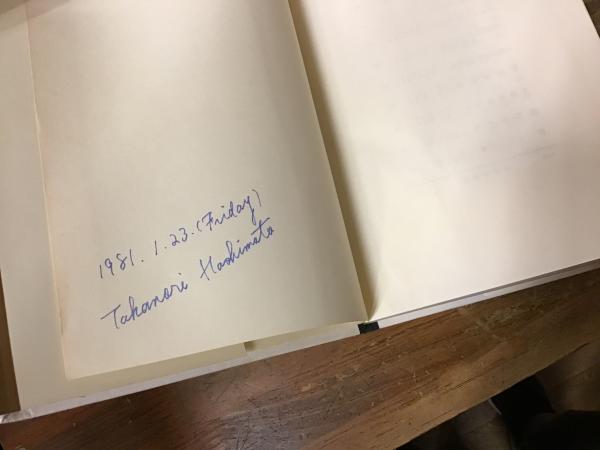 1981. 1. 23. (Friday)
Takanori Hashimoto